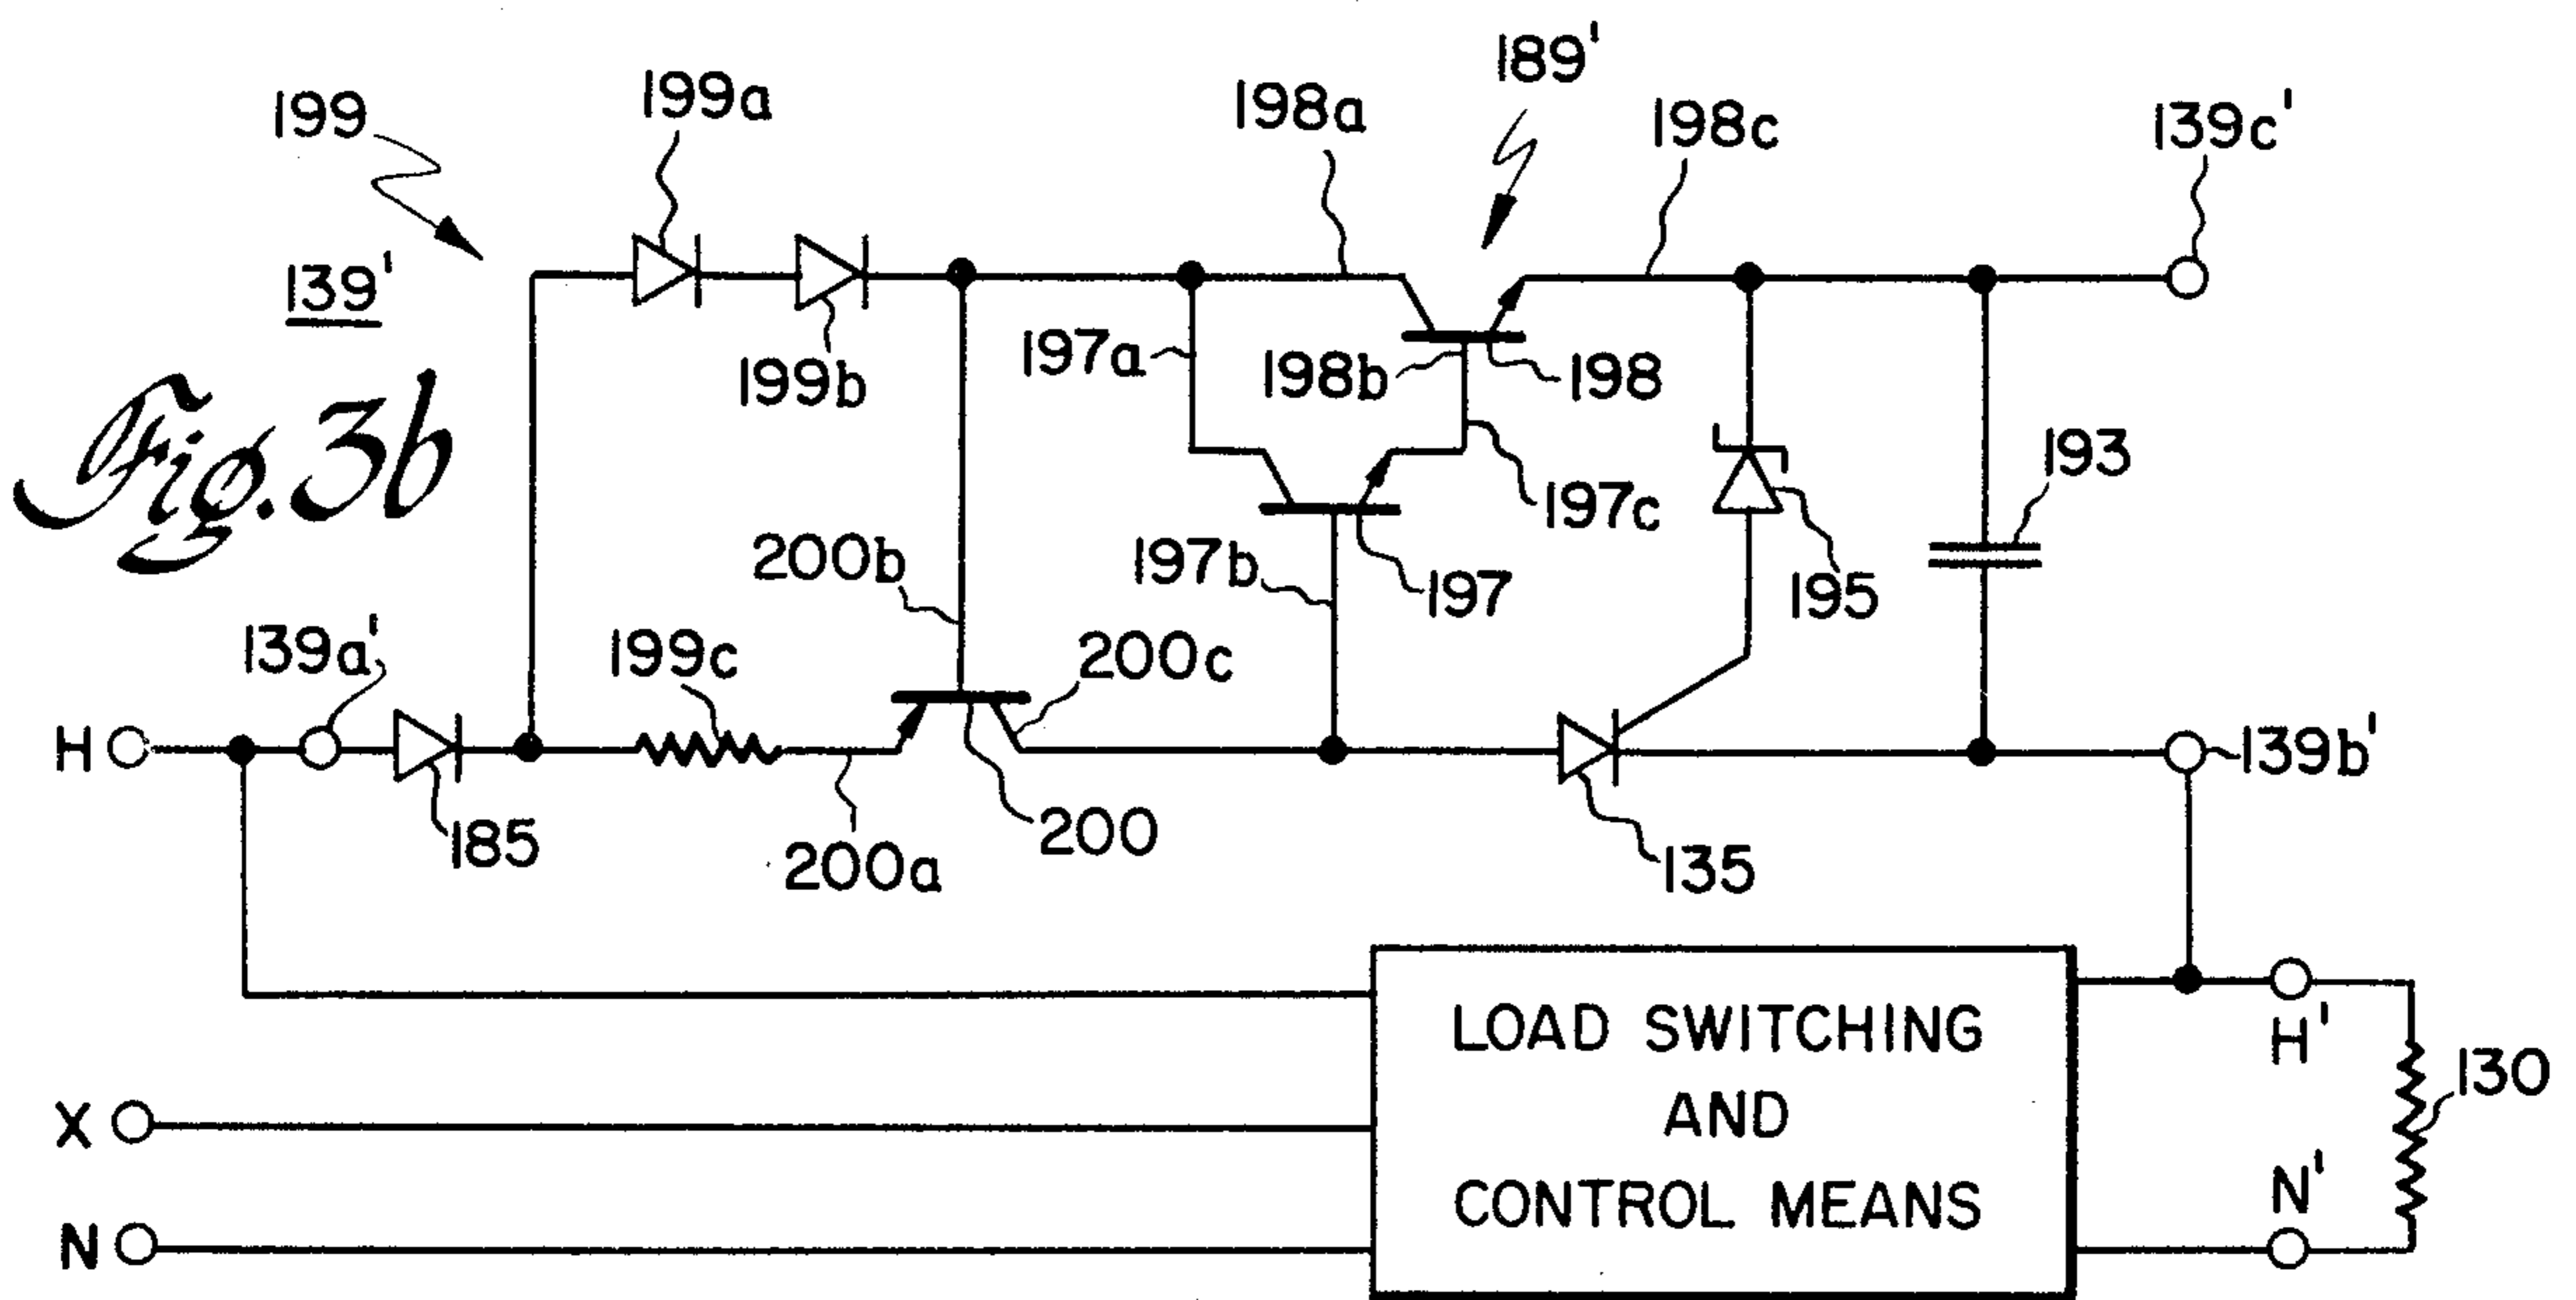 189'
199a
198a
198c
139c'
199
139'
197a
199b
198b
198
Fig. 3b
193
197c
200b
197b
197
195
139a'
199c
200c
H
139b'
185
200
200a
135
LOAD SWITCHING
AND
CONTROL MEANS
H'
130
X
N'
N